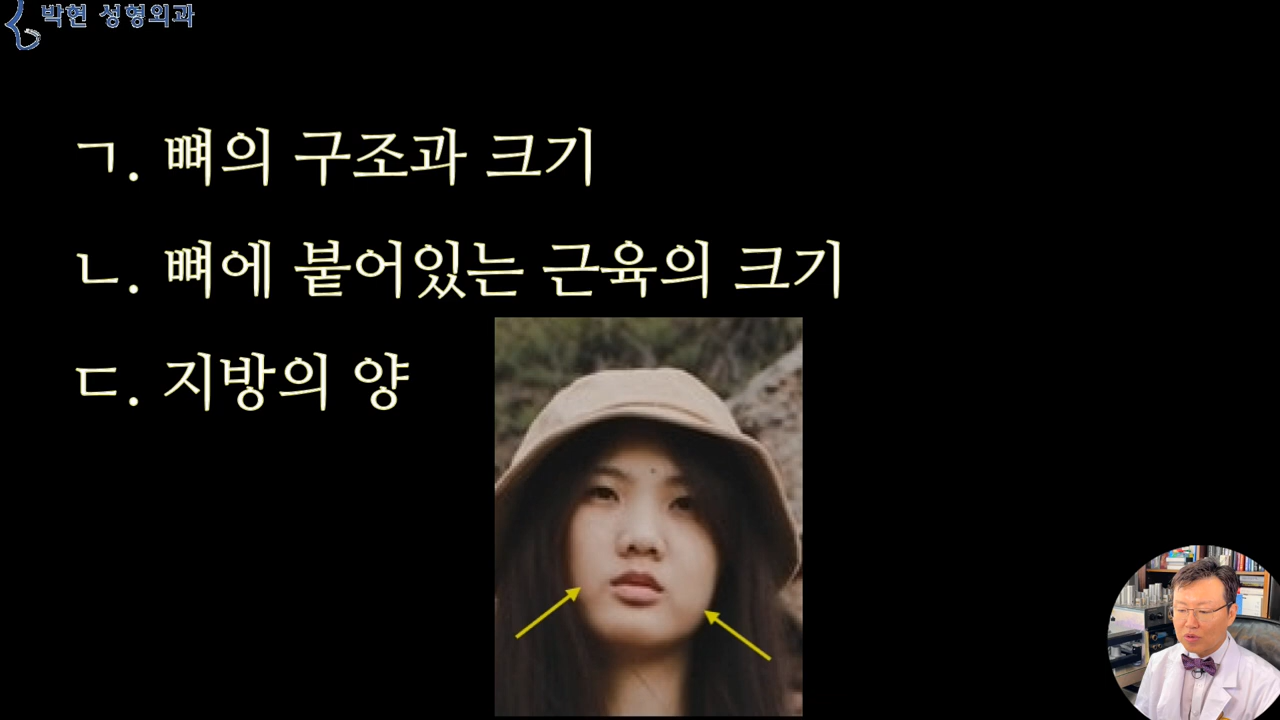 박현 성형외과
ㄱ. 뼈의 구조과 크기
ㄴ. 뼈에 붙어있는 근육의 크기
ㄷ. 지방의 양